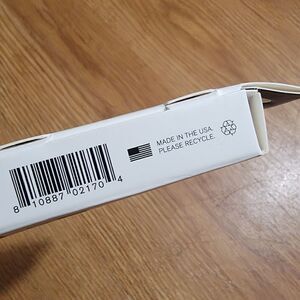 MADE IN THE USA.
PLEASE RECYCLE.
8 10887 02170 4